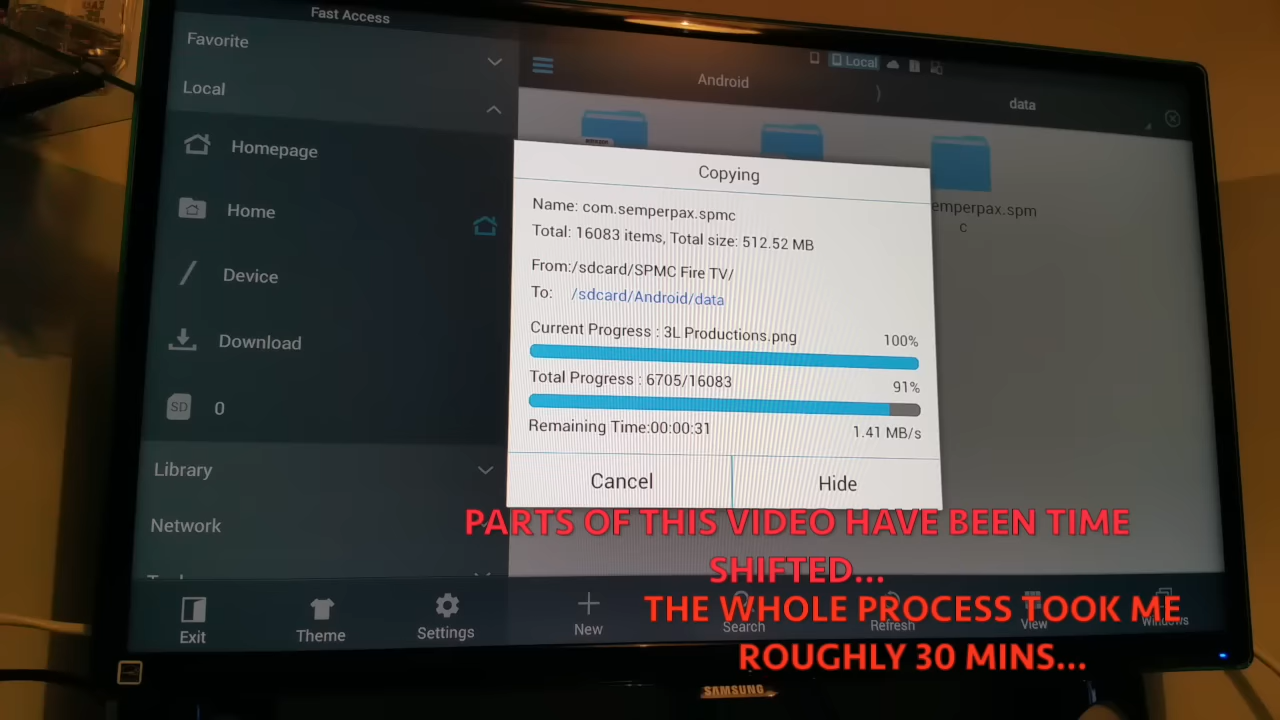 Fast Access
Favorite
Local
Homepage
Home
Device
Download
SD 0
Library
Network
Exit
Theme
Settings
Local
Android
data
emperpax.spm
c
Copying
Name: com.semperpax.spmc
Total: 16083 items, Total size: 512.52 MB
From:/sdcard/SPMC Fire TV/
To: /sdcard/Android/data
Current Progress : 3L Productions.png 100%
Total Progress : 6705/16083 91%
Remaining Time:00:00:31 1.41 MB/s
Cancel Hide
PARTS OF THIS VIDEO HAVE BEEN TIME
SHIFTED...
THE WHOLE PROCESS TOOK ME
ROUGHLY 30 MINS...
New
Search
Refresh
View
Windows
SAMSUNG